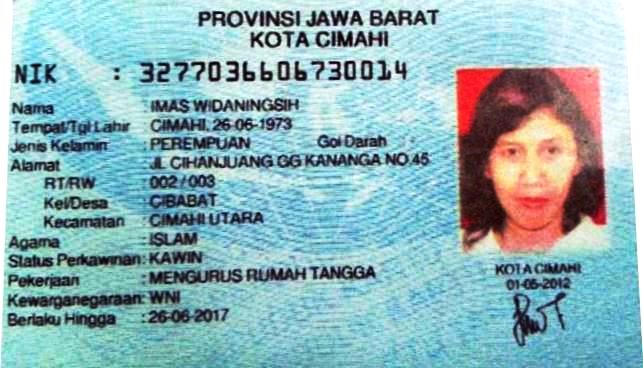 PROVINSI JAWA BARAT
KOTA CIMAHI
NIK : 3277036606730014
Nama : IMAS WIDANINGSIH
Tempat/Tgl Lahir : CIMAHI, 26-06-1973
Jenis Kelamin : PEREMPUAN Gol Darah :
Alamat : JL CIHANJUANG GG KANANGA NO.45
RT/RW : 002 / 003
Kel/Desa : CIBABAT
Kecamatan : CIMAHI UTARA
Agama : ISLAM
Status Perkawinan: KAWIN
Pekerjaan : MENGURUS RUMAH TANGGA
Kewarganegaraan: WNI
Berlaku Hingga : 26-06-2017
KOTA CIMAHI
01-05-2012